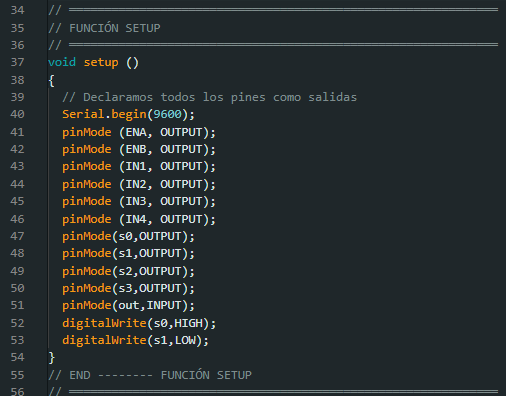 34 // ══════════════════════════════════════════════════════
35 // FUNCIÓN SETUP
36 // ══════════════════════════════════════════════════════
37 void setup ()
38 {
39   // Declaramos todos los pines como salidas
40   Serial.begin(9600);
41   pinMode (ENA, OUTPUT);
42   pinMode (ENB, OUTPUT);
43   pinMode (IN1, OUTPUT);
44   pinMode (IN2, OUTPUT);
45   pinMode (IN3, OUTPUT);
46   pinMode (IN4, OUTPUT);
47   pinMode(s0,OUTPUT);
48   pinMode(s1,OUTPUT);
49   pinMode(s2,OUTPUT);
50   pinMode(s3,OUTPUT);
51   pinMode(out,INPUT);
52   digitalWrite(s0,HIGH);
53   digitalWrite(s1,LOW);
54 }
55 // END -------- FUNCIÓN SETUP
56 // ══════════════════════════════════════════════════════